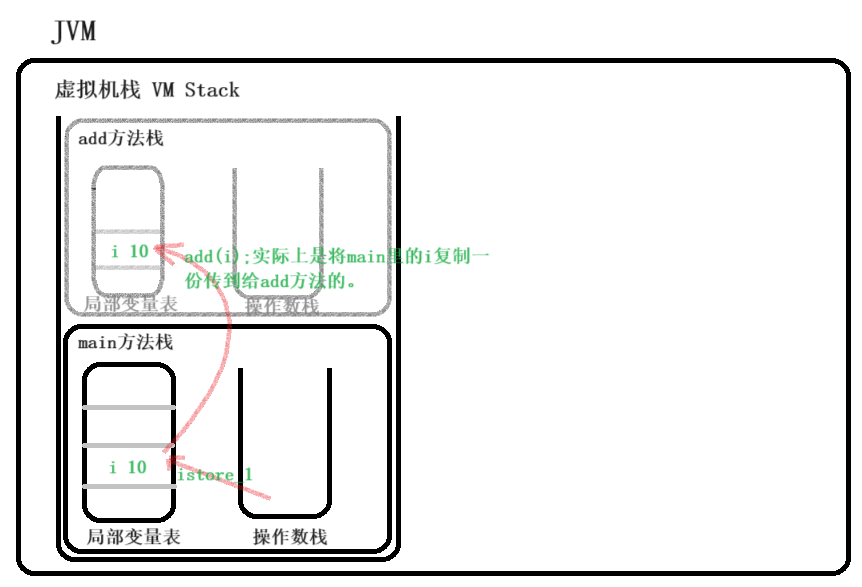 JVM
虚拟机栈 VM Stack
add方法栈
i 10
add(i);实际上是将main里的i复制一
份传到给add方法的。
局部变量表
操作数栈
main方法栈
i 10
istore_1
局部变量表
操作数栈